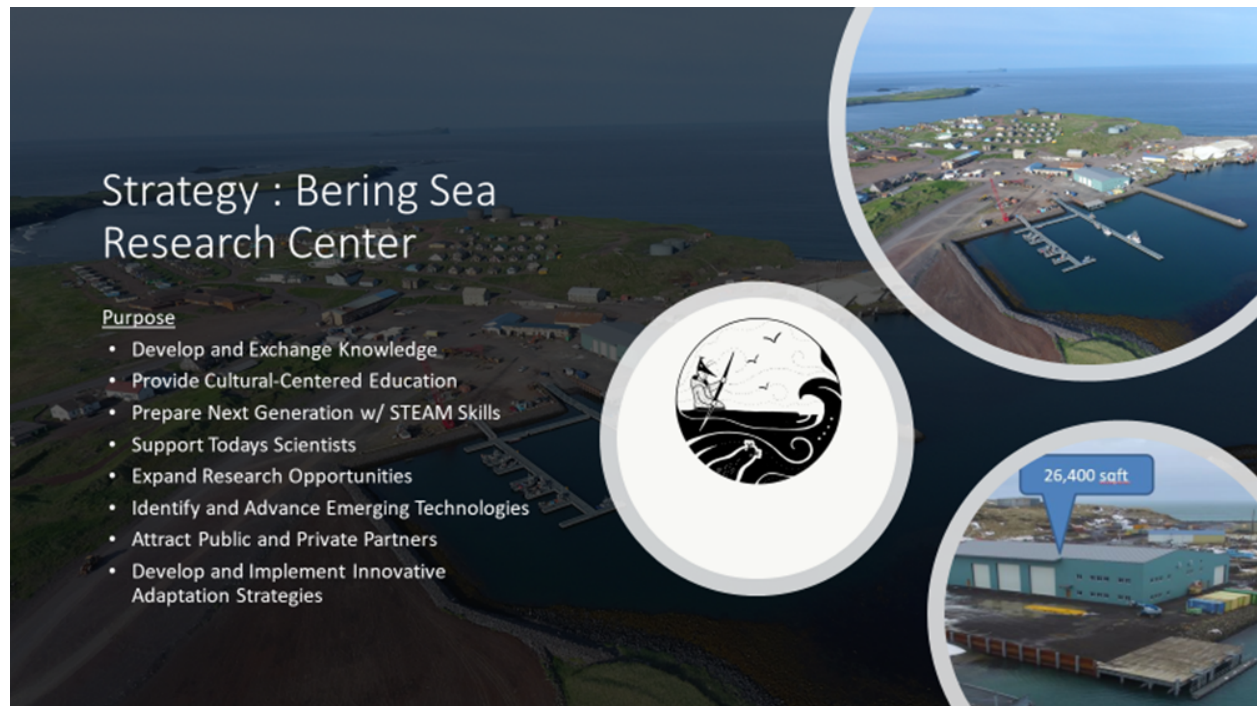 Strategy : Bering Sea
Research Center
Purpose
• Develop and Exchange Knowledge
• Provide Cultural-Centered Education
• Prepare Next Generation w/ STEAM Skills
• Support Todays Scientists
• Expand Research Opportunities
• Identify and Advance Emerging Technologies
• Attract Public and Private Partners
• Develop and Implement Innovative
Adaptation Strategies
26,400 sqft